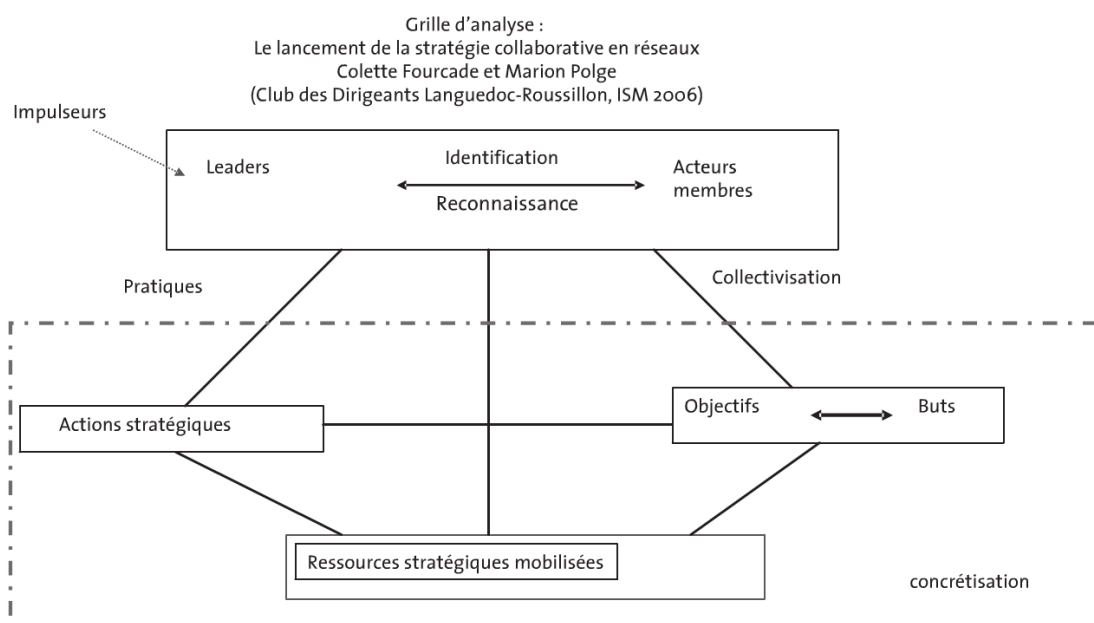 Grille d'analyse :
Le lancement de la stratégie collaborative en réseaux
Colette Fourcade et Marion Polge
(Club des Dirigeants Languedoc-Roussillon, ISM 2006)
Impulseurs
Leaders
Identification
Reconnaissance
Acteurs
membres
Pratiques
Collectivisation
Actions stratégiques
Objectifs
Buts
Ressources stratégiques mobilisées
concrétisation